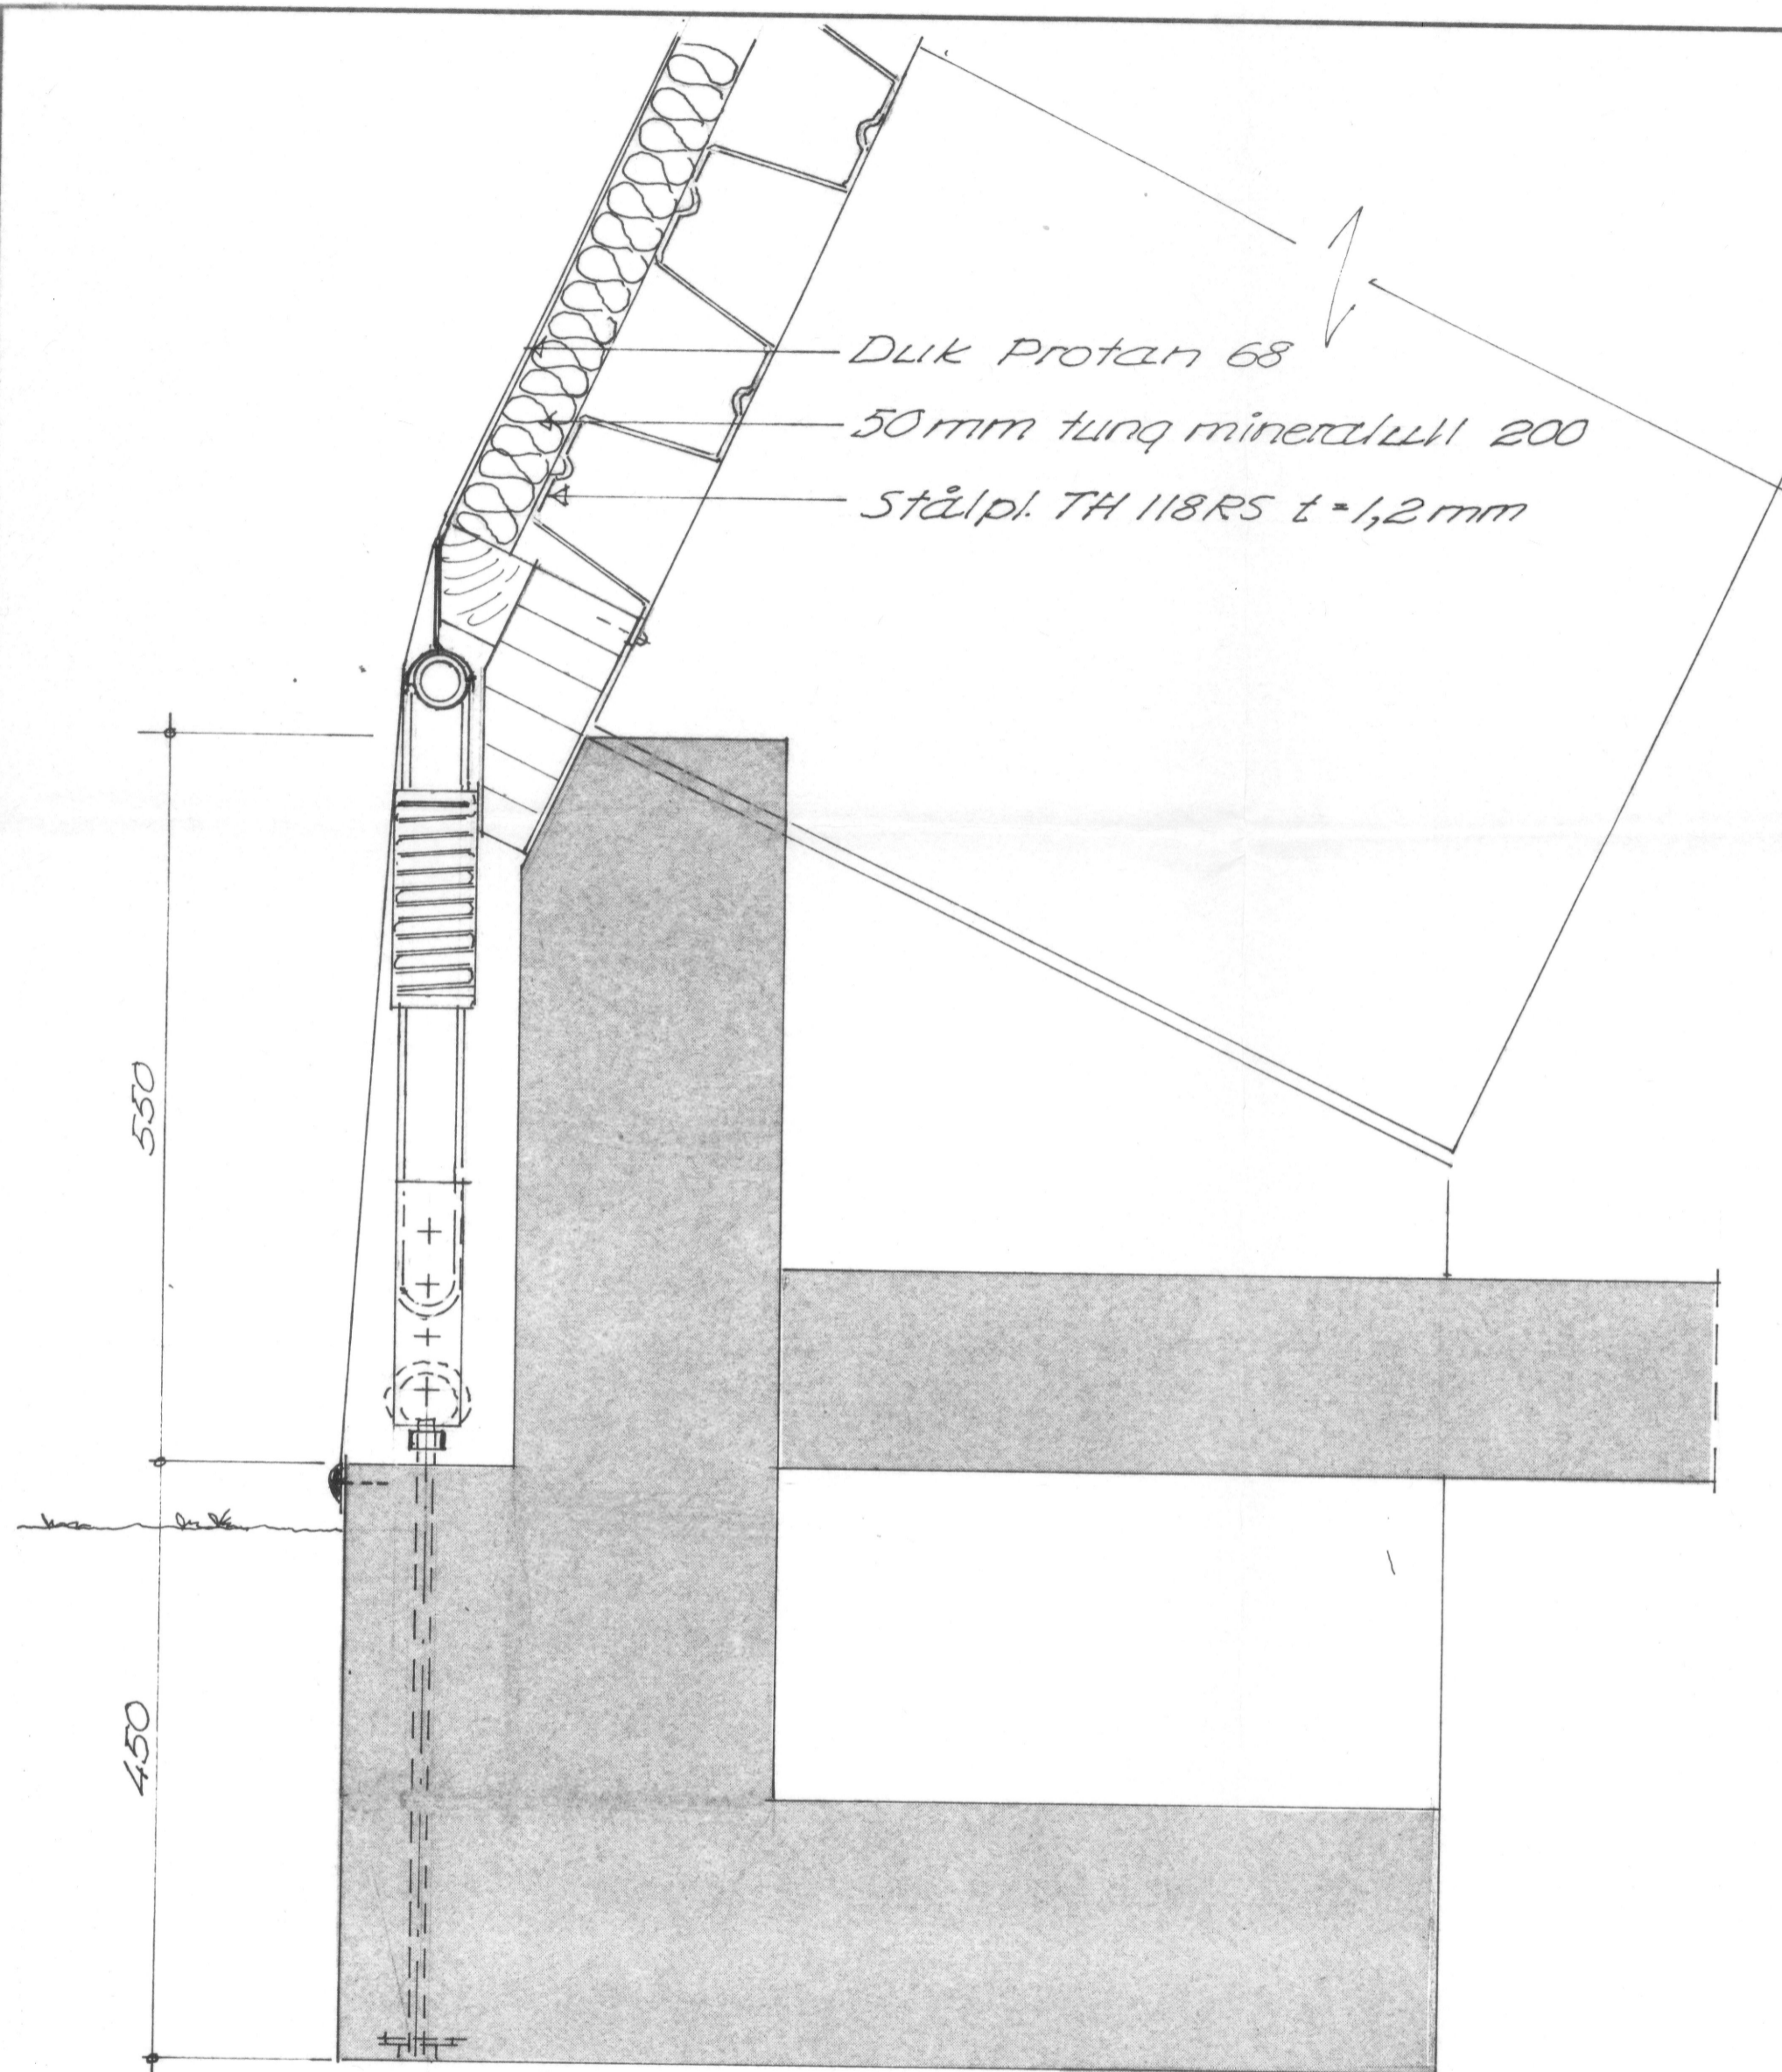 Duk Protan 68
50 mm tung mineralull 200
Stålpl. TH 118RS t=1,2 mm
550
450